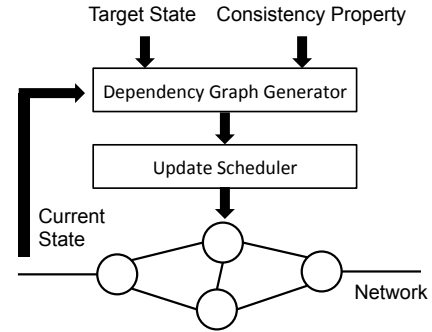 Target State Consistency Property
Dependency Graph Generator
Update Scheduler
Current
State
Network